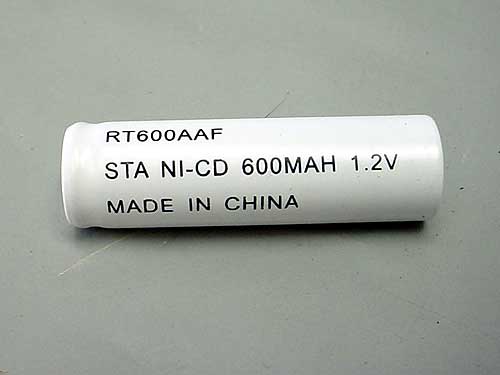 RT600AAF
STA NI-CD 600MAH 1.2V
MADE IN CHINA